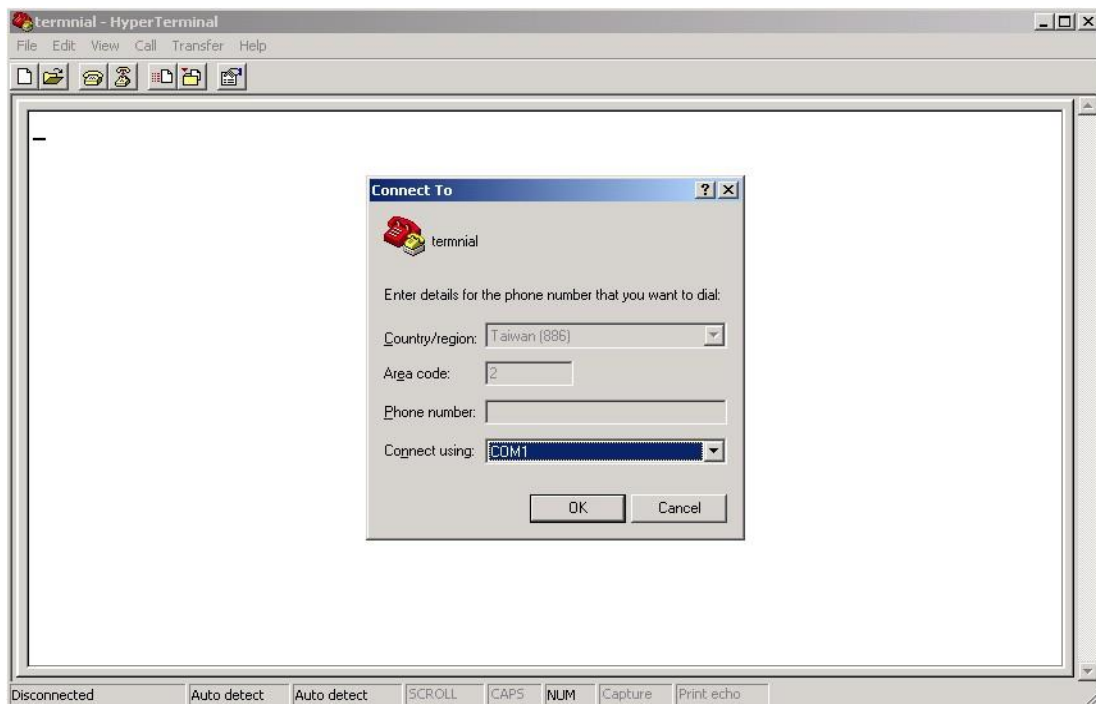 termnial - HyperTerminal
File Edit View Call Transfer Help
Connect To
termnial
Enter details for the phone number that you want to dial:
Country/region: Taiwan (886)
Area code: 2
Phone number:
Connect using: COM1
OK Cancel
Disconnected Auto detect Auto detect SCROLL CAPS NUM Capture Print echo